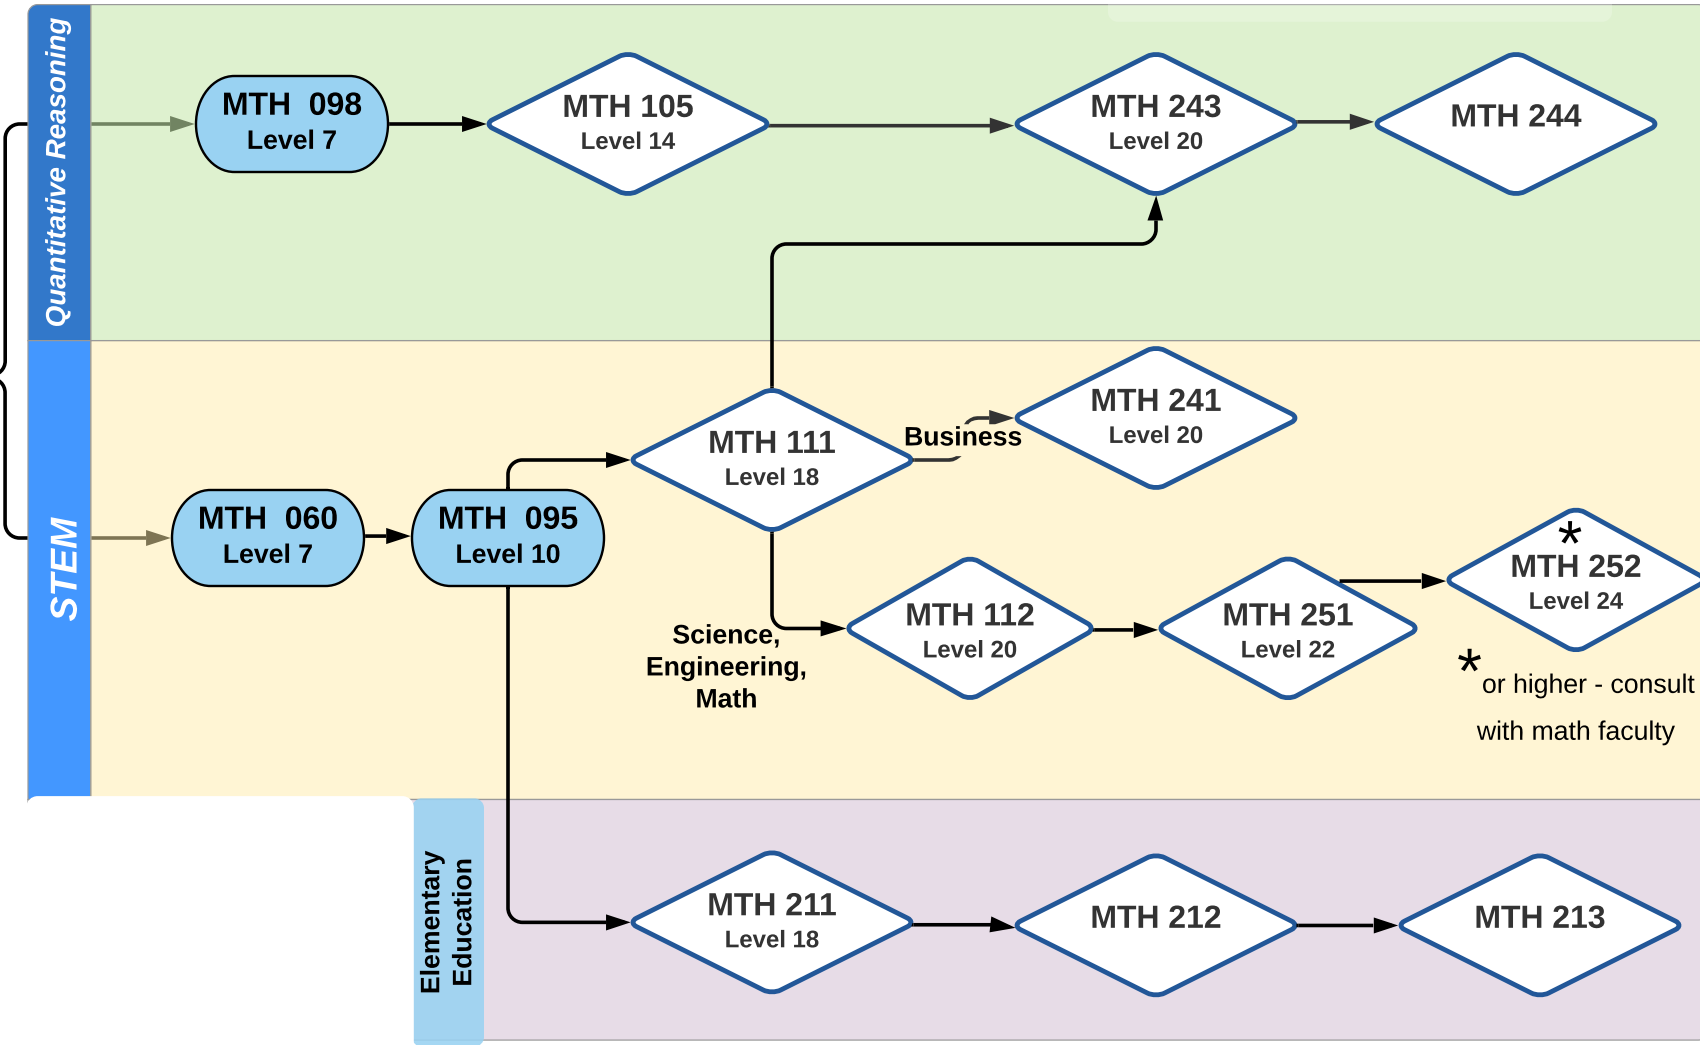 Quantitative Reasoning
MTH 098
Level 7
MTH 105
Level 14
MTH 243
Level 20
MTH 244
STEM
MTH 060
Level 7
MTH 095
Level 10
MTH 111
Level 18
Business
MTH 241
Level 20
Science,
Engineering,
Math
MTH 112
Level 20
MTH 251
Level 22
*
MTH 252
Level 24
* or higher - consult
with math faculty
Elementary
Education
MTH 211
Level 18
MTH 212
MTH 213